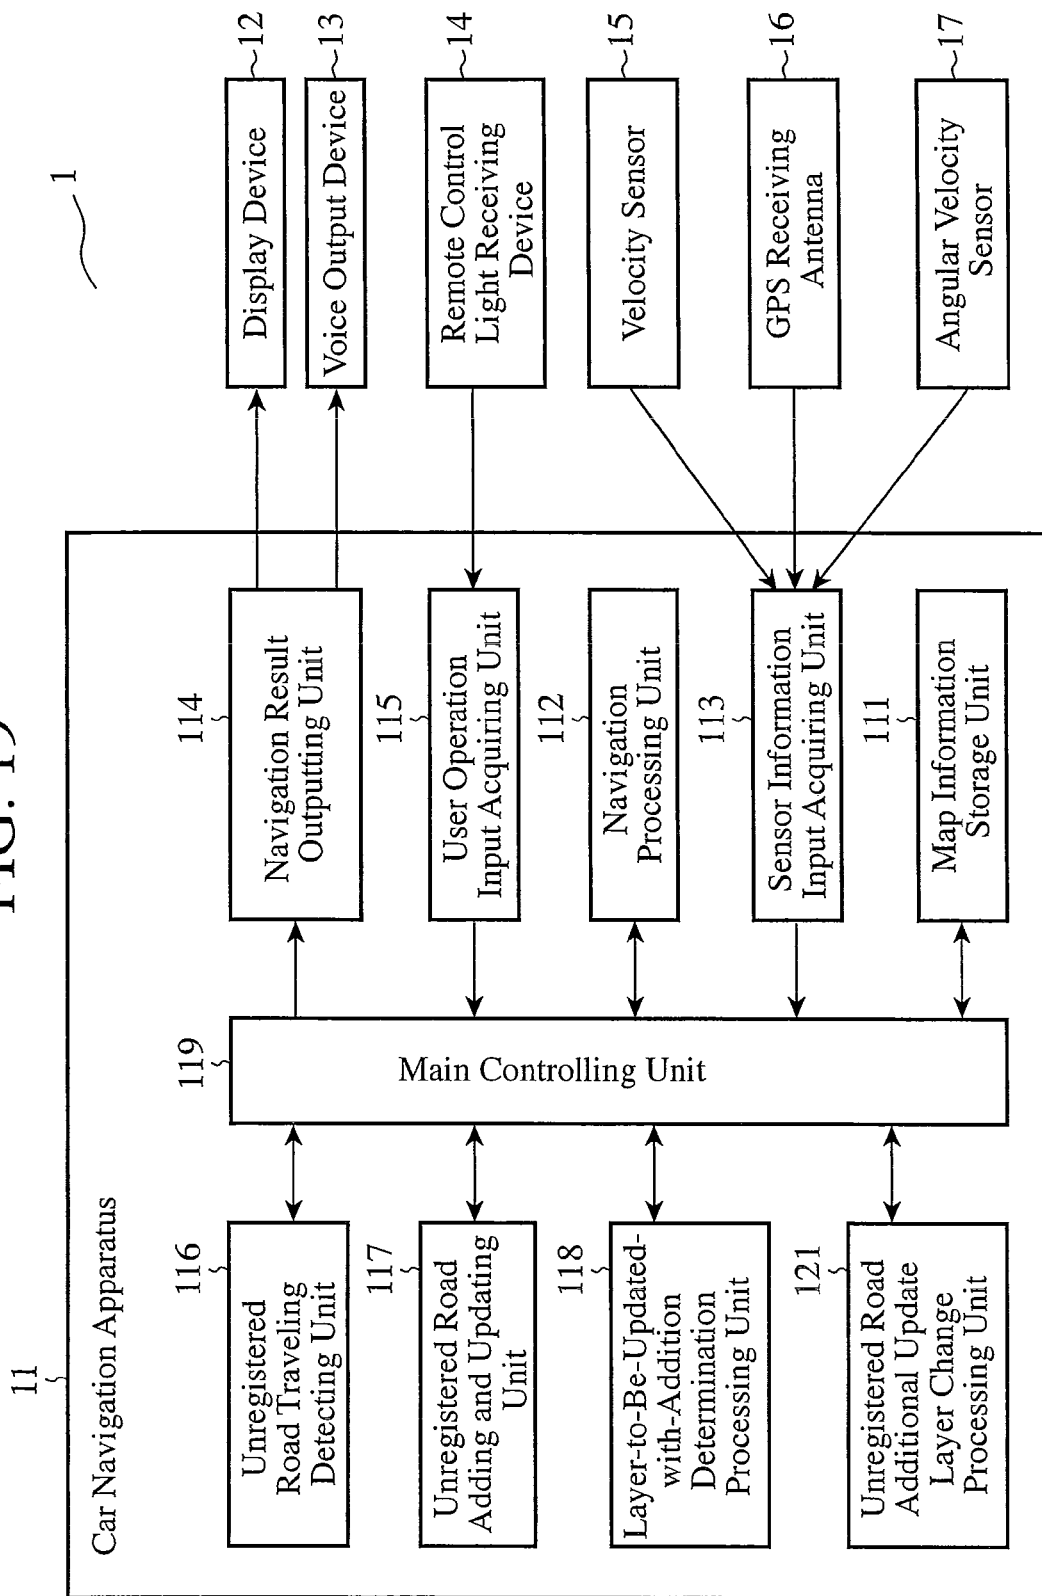 FIG.
1
11
Car Navigation Apparatus
116
Unregistered
Road Traveling
Detecting Unit
117
Unregistered Road
Adding and Updating
Unit
118
Layer-to-Be-Updated-
with-Addition
Determination
Processing Unit
121
Unregistered Road
Additional Update
Layer Change
Processing Unit
119
Main Controlling Unit
114
Navigation Result
Outputting Unit
115
User Operation
Input Acquiring Unit
112
Navigation
Processing Unit
113
Sensor Information
Input Acquiring Unit
111
Map Information
Storage Unit
12
Display Device
13
Voice Output Device
14
Remote Control
Light Receiving
Device
15
Velocity Sensor
16
GPS Receiving
Antenna
17
Angular Velocity
Sensor